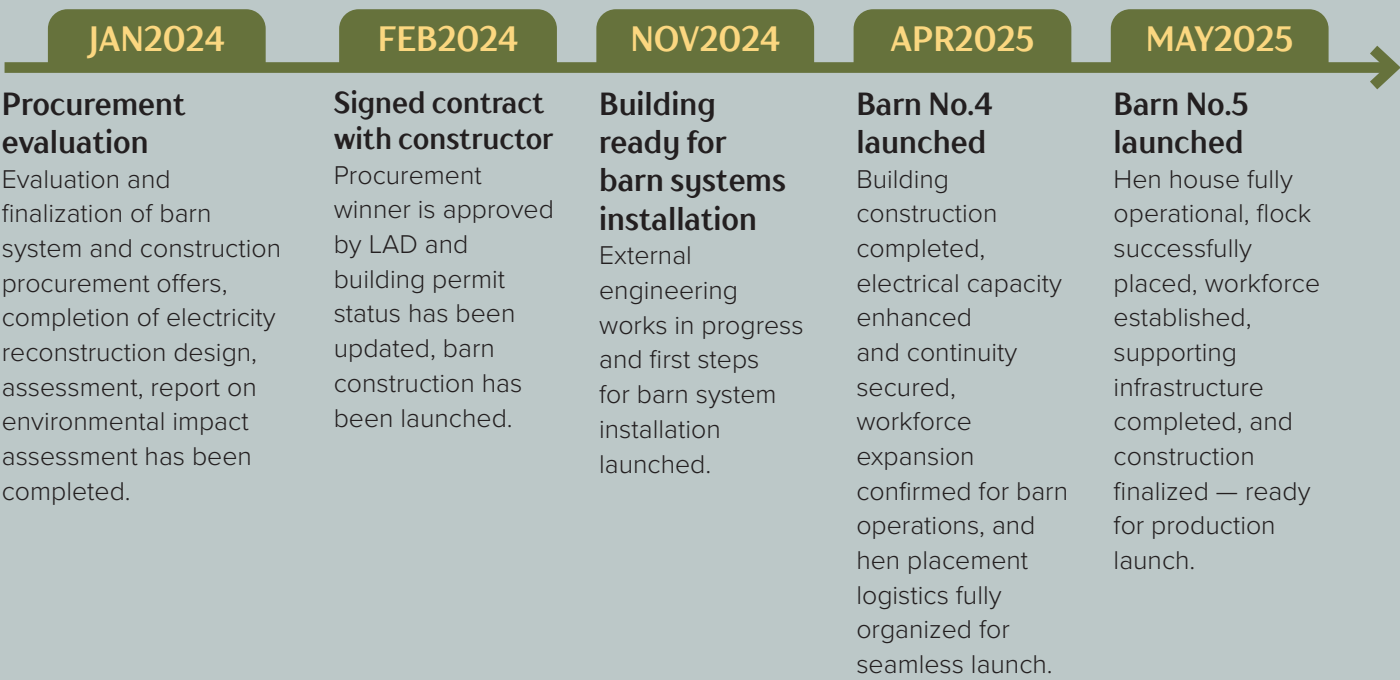 JAN2024
Procurement
evaluation
Evaluation and
finalization of barn
system and construction
procurement offers,
completion of electricity
reconstruction design,
assessment, report on
environmental impact
assessment has been
completed.
FEB2024
Signed contract
with constructor
Procurement
winner is approved
by LAD and
building permit
status has been
updated, barn
construction has
been launched.
NOV2024
Building
ready for
barn systems
installation
External
engineering
works in progress
and first steps
for barn system
installation
launched.
APR2025
Barn No.4
launched
Building
construction
completed,
electrical capacity
enhanced
and continuity
secured,
workforce
expansion
confirmed for barn
operations, and
hen placement
logistics fully
organized for
seamless launch.
MAY2025
Barn No.5
launched
Hen house fully
operational, flock
successfully
placed, workforce
established,
supporting
infrastructure
completed, and
construction
finalized — ready
for production
launch.